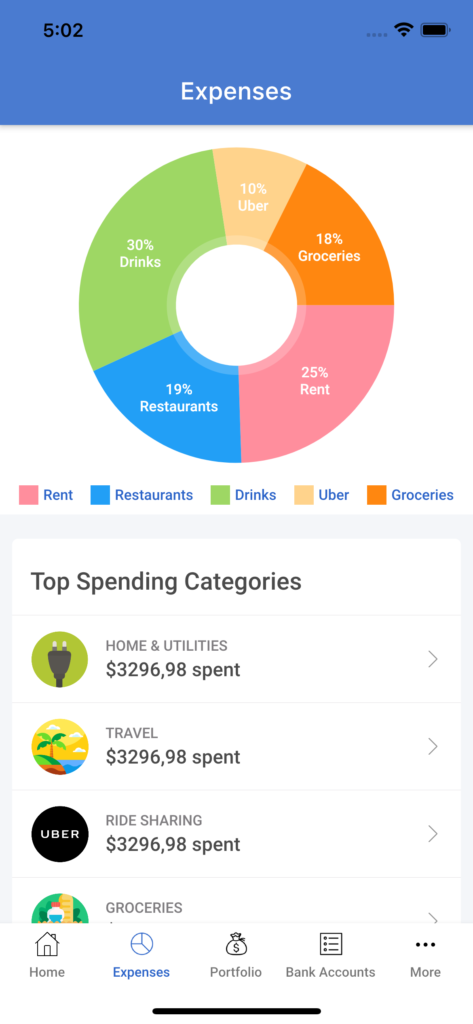 5:02
Expenses
10%
Uber
18%
Groceries
30%
Drinks
25%
Rent
19%
Restaurants
Rent Restaurants Drinks Uber Groceries
Top Spending Categories
HOME & UTILITIES
$3296,98 spent
TRAVEL
$3296,98 spent
UBER
RIDE SHARING
$3296,98 spent
GROCERIES
$
Home Expenses Portfolio Bank Accounts More